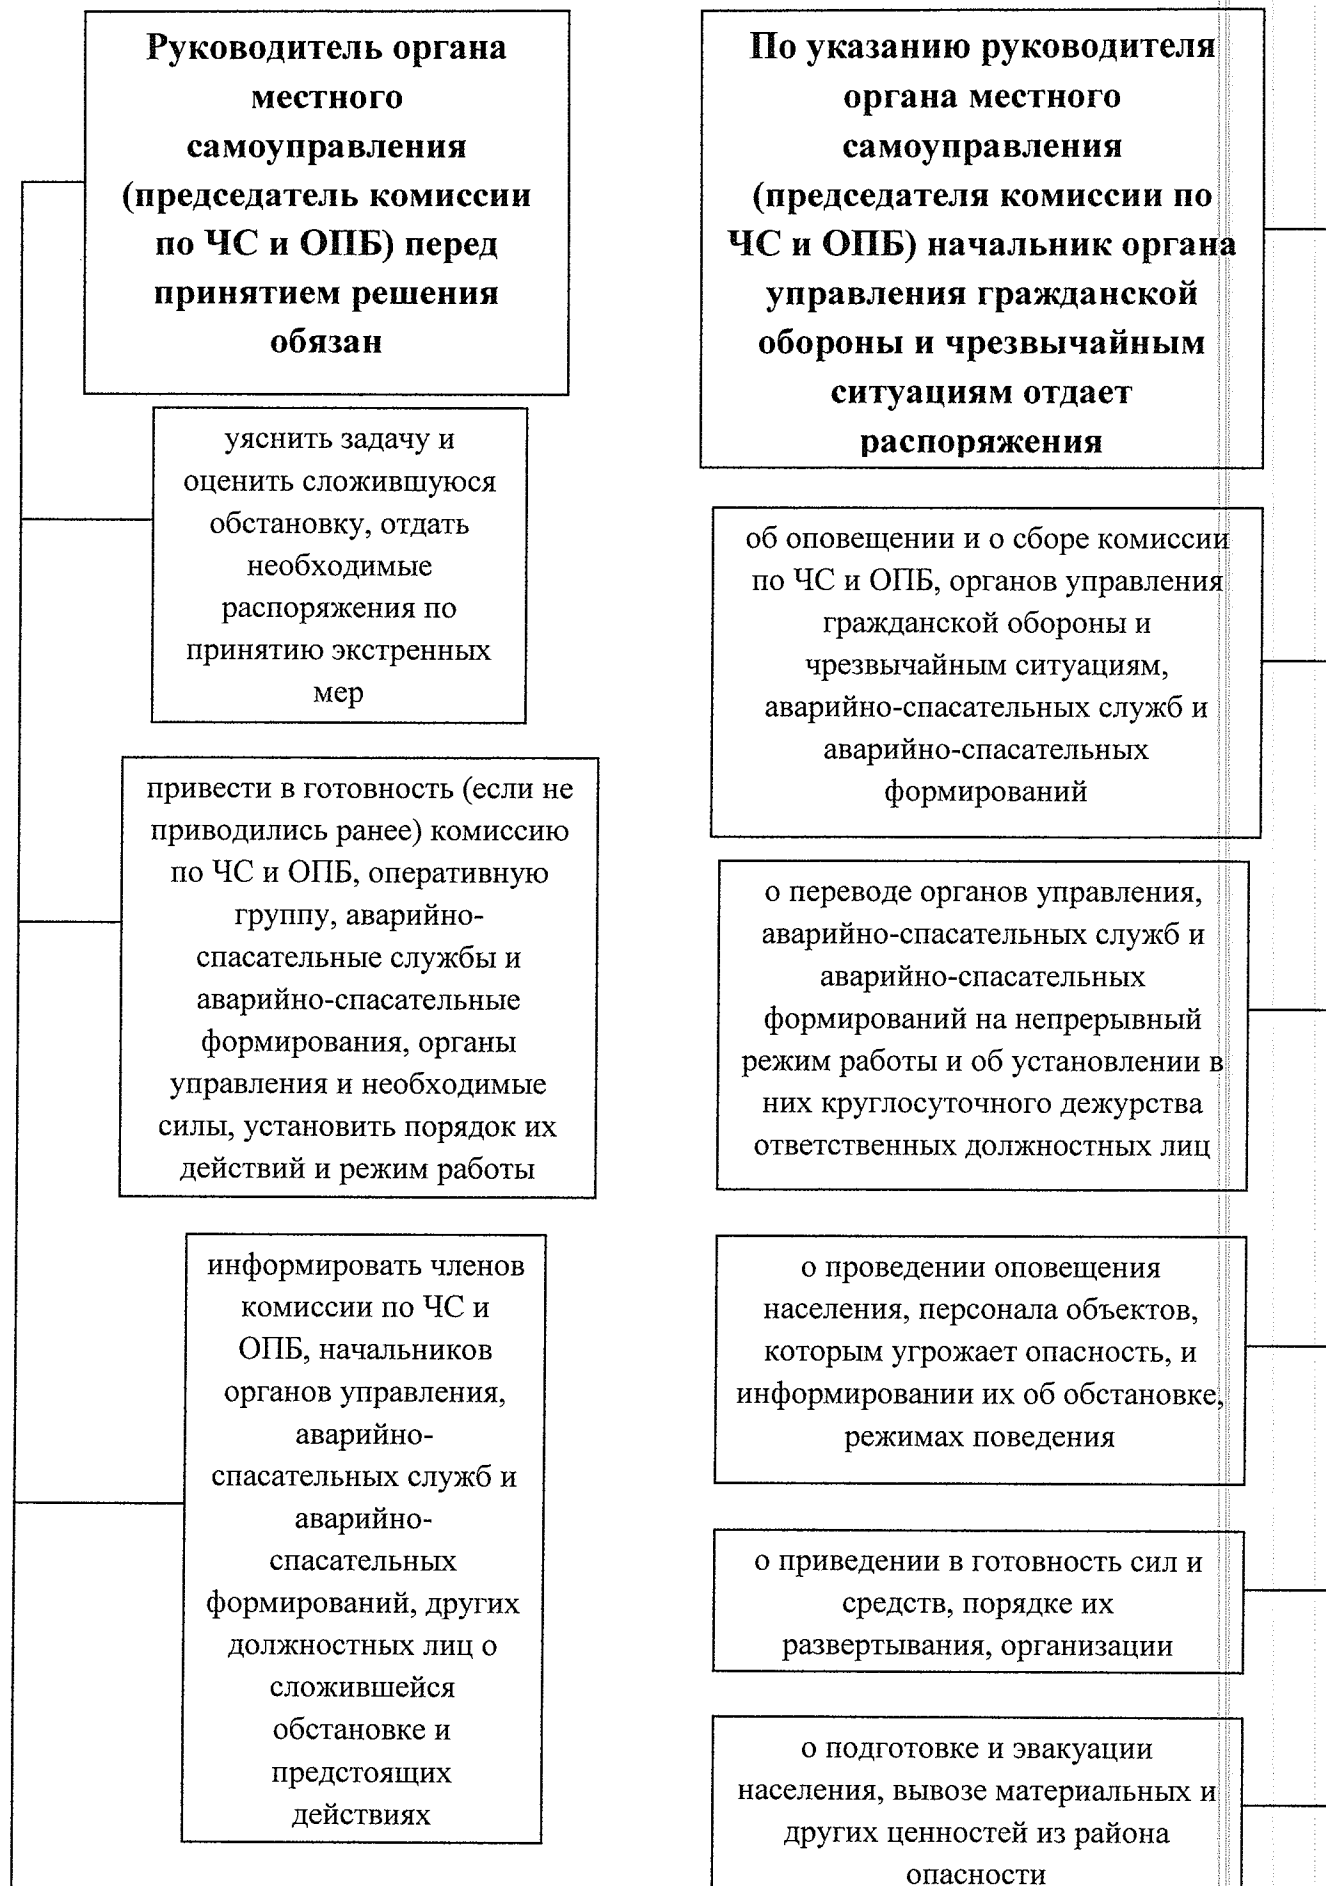 Руководитель органа
местного
самоуправления
(председатель комиссии
по ЧС и ОПБ) перед
принятием решения
обязан
уяснить задачу и
оценить сложившуюся
обстановку, отдать
необходимые
распоряжения по
принятию экстренных
мер
привести в готовность (если не
приводились ранее) комиссию
по ЧС и ОПБ, оперативную
группу, аварийно-
спасательные службы и
аварийно-спасательные
формирования, органы
управления и необходимые
силы, установить порядок их
действий и режим работы
информировать членов
комиссии по ЧС и
ОПБ, начальников
органов управления,
аварийно-
спасательных служб и
аварийно-
спасательных
формирований, других
должностных лиц о
сложившейся
обстановке и
предстоящих
действиях
По указанию руководителя
органа местного
самоуправления
(председателя комиссии по
ЧС и ОПБ) начальник органа
управления гражданской
обороны и чрезвычайным
ситуациям отдает
распоряжения
об оповещении и о сборе комиссии
по ЧС и ОПБ, органов управления
гражданской обороны и
чрезвычайным ситуациям,
аварийно-спасательных служб и
аварийно-спасательных
формирований
о переводе органов управления,
аварийно-спасательных служб и
аварийно-спасательных
формирований на непрерывный
режим работы и об установлении в
них круглосуточного дежурства
ответственных должностных лиц
о проведении оповещения
населения, персонала объектов,
которым угрожает опасность, и
информировании их об обстановке,
режимах поведения
о приведении в готовность сил и
средств, порядке их
развертывания, организации
о подготовке и эвакуации
населения, вывозе материальных и
других ценностей из района
опасности